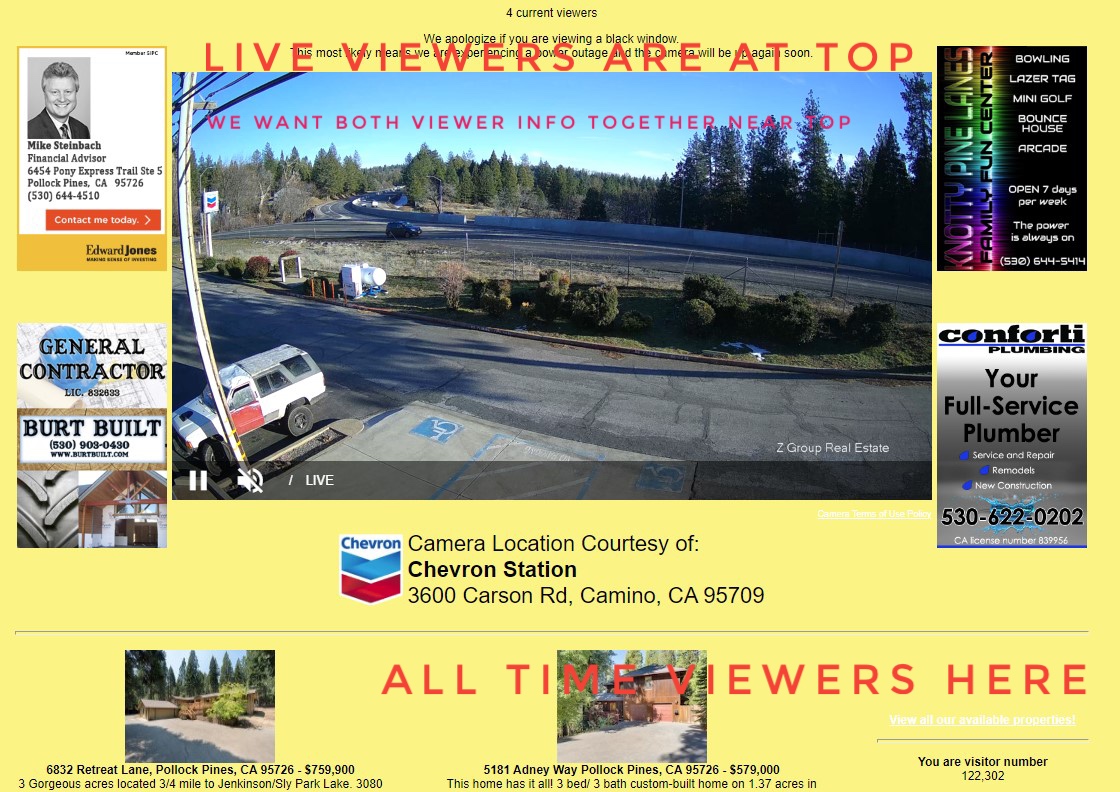 4 current viewers
We apologize if you are viewing a black window.
This most likely means we are experiencing a power outage and the camera will be up again soon.
LIVE VIEWERS ARE AT TOP
WE WANT BOTH VIEWER INFO TOGETHER NEAR TOP
Member SIPC
Mike Steinbach
Financial Advisor
6454 Pony Express Trail Ste 5
Pollock Pines, CA 95726
(530) 644-4510
Contact me today.
Edward Jones
MAKING SENSE OF INVESTING
GENERAL
CONTRACTOR
LIC. 832633
BURT BUILT
(530) 903-0430
WWW.BURTBUILT.COM
Z Group Real Estate
/ LIVE
KNOTTY PINE LANES
FAMILY FUN CENTER
BOWLING
LAZER TAG
MINI GOLF
BOUNCE
HOUSE
ARCADE
OPEN 7 days
per week
The power
is always on
(530) 644-5414
conforti
PLUMBING
Your
Full-Service
Plumber
Service and Repair
Remodels
New Construction
530-622-0202
CA license number 839956
Camera Terms of Use Policy
Chevron
Camera Location Courtesy of:
Chevron Station
3600 Carson Rd, Camino, CA 95709
ALL TIME VIEWERS HERE
6832 Retreat Lane, Pollock Pines, CA 95726 - $759,900
3 Gorgeous acres located 3/4 mile to Jenkinson/Sly Park Lake. 3080
5181 Adney Way Pollock Pines, CA 95726 - $579,000
This home has it all! 3 bed/ 3 bath custom-built home on 1.37 acres in
View all our available properties!
You are visitor number
122,302